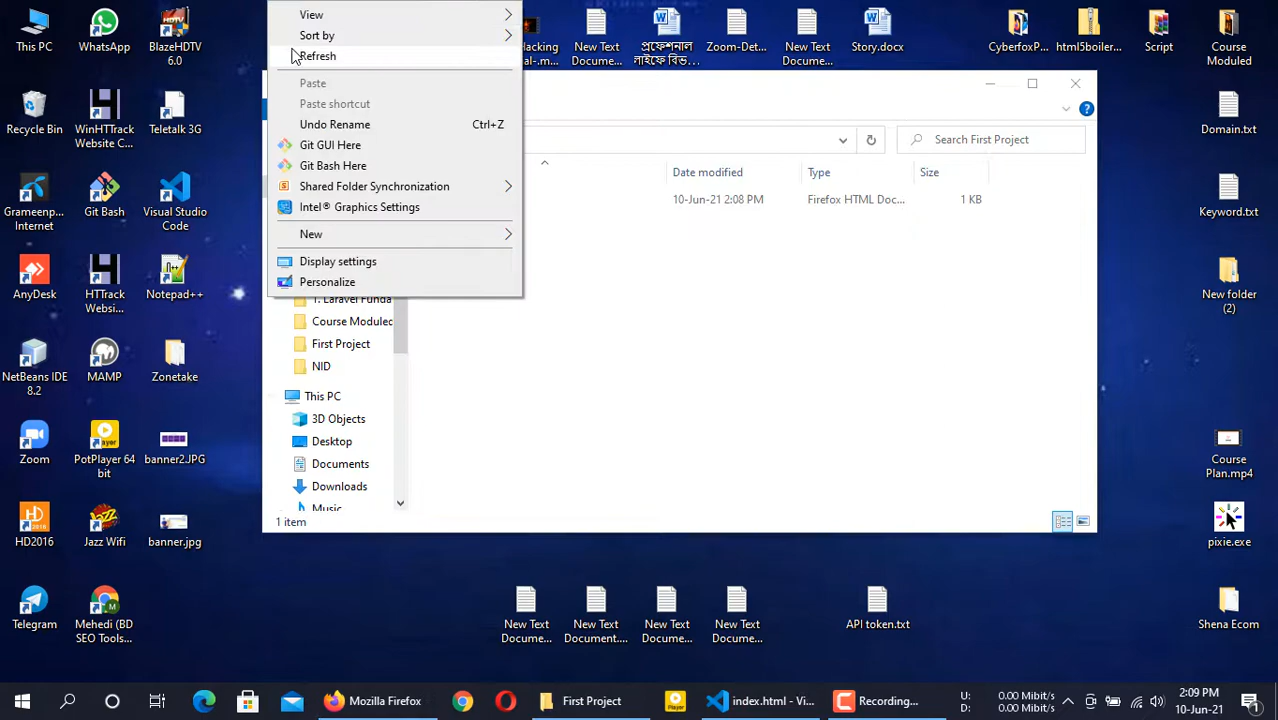 This PC
WhatsApp
BlazeHDTV
6.0
Recycle Bin
WinHTTrack
Website C...
Teletalk 3G
Grameenp...
Internet
Git Bash
Visual Studio
Code
AnyDesk
HTTrack
Websi...
Notepad++
NetBeans IDE
8.2
MAMP
Zonetake
Zoom
PotPlayer 64
bit
banner2.JPG
HD2016
Jazz Wifi
banner.jpg
Telegram
Mehedi (BD
SEO Tools...
View
Sort by
Refresh
Paste
Paste shortcut
Undo Rename Ctrl+Z
Git GUI Here
Git Bash Here
Shared Folder Synchronization
Intel® Graphics Settings
New
Display settings
Personalize
Hacking
al-.m...
New Text
Docume...
প্রফেশনাল
লাইফে বিভ...
Zoom-Det...
New Text
Docume...
Story.docx
CyberfoxP...
html5boiler...
Script
Course
Moduled
Search First Project
Date modified
Type
Size
10-Jun-21 2:08 PM
Firefox HTML Doc...
1 KB
1. Laravel Funda
Course Moduled
First Project
NID
This PC
3D Objects
Desktop
Documents
Downloads
Music
1 item
Domain.txt
Keyword.txt
New folder
(2)
Course
Plan.mp4
pixie.exe
Shena Ecom
New Text
Docume...
New Text
Document....
New Text
Docume...
New Text
Docume...
API token.txt
Mozilla Firefox
First Project
Player
index.html - Vi...
Recording...
U: 0.00 Mibit/s
D: 0.00 Mibit/s
2:09 PM
10-Jun-21
1